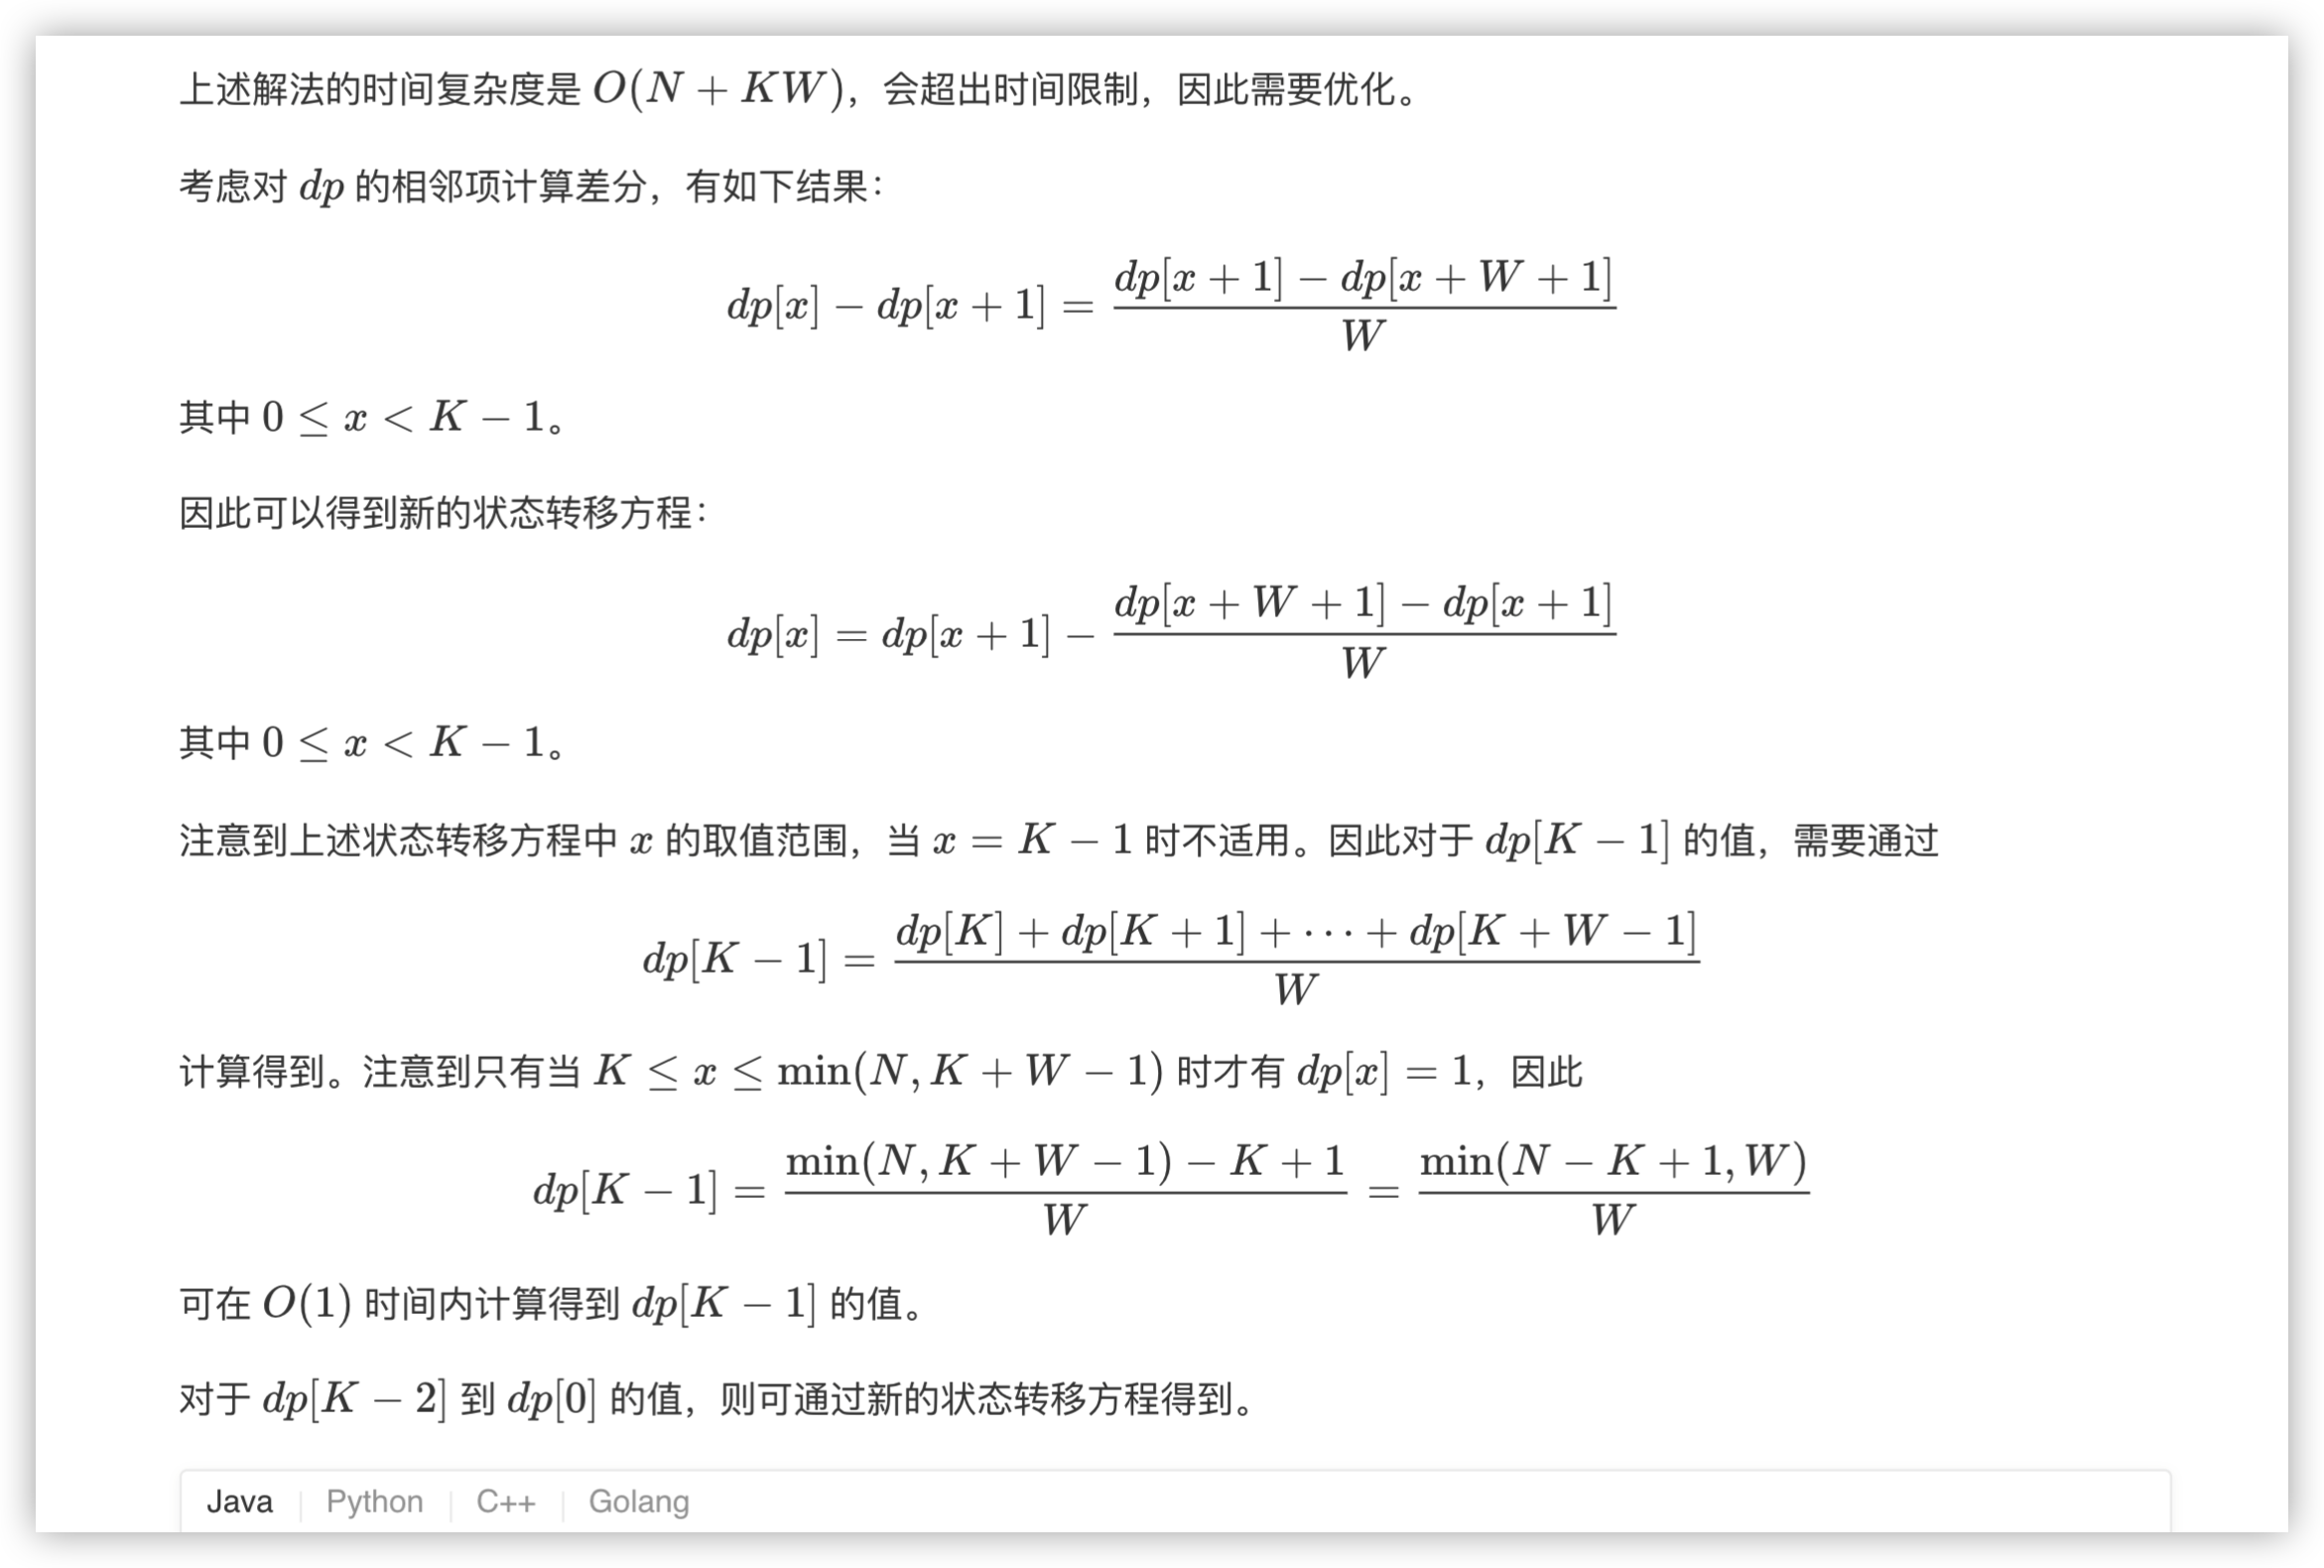 上述解法的时间复杂度是 O(N + KW)，会超出时间限制，因此需要优化。
考虑对 dp 的相邻项计算差分，有如下结果：
dp[x] − dp[x + 1] = \frac{dp[x + 1] − dp[x + W + 1]}{W}
其中 0 ≤ x < K − 1。
因此可以得到新的状态转移方程：
dp[x] = dp[x + 1] − \frac{dp[x + W + 1] − dp[x + 1]}{W}
其中 0 ≤ x < K − 1。
注意到上述状态转移方程中 x 的取值范围，当 x = K − 1 时不适用。因此对于 dp[K − 1] 的值，需要通过
dp[K − 1] = \frac{dp[K] + dp[K + 1] + ··· + dp[K + W − 1]}{W}
计算得到。注意到只有当 K ≤ x ≤ min(N, K + W − 1) 时才有 dp[x] = 1，因此
dp[K − 1] = \frac{min(N, K + W − 1) − K + 1}{W} = \frac{min(N − K + 1, W)}{W}
可在 O(1) 时间内计算得到 dp[K − 1] 的值。
对于 dp[K − 2] 到 dp[0] 的值，则可通过新的状态转移方程得到。
Java | Python | C++ | Golang